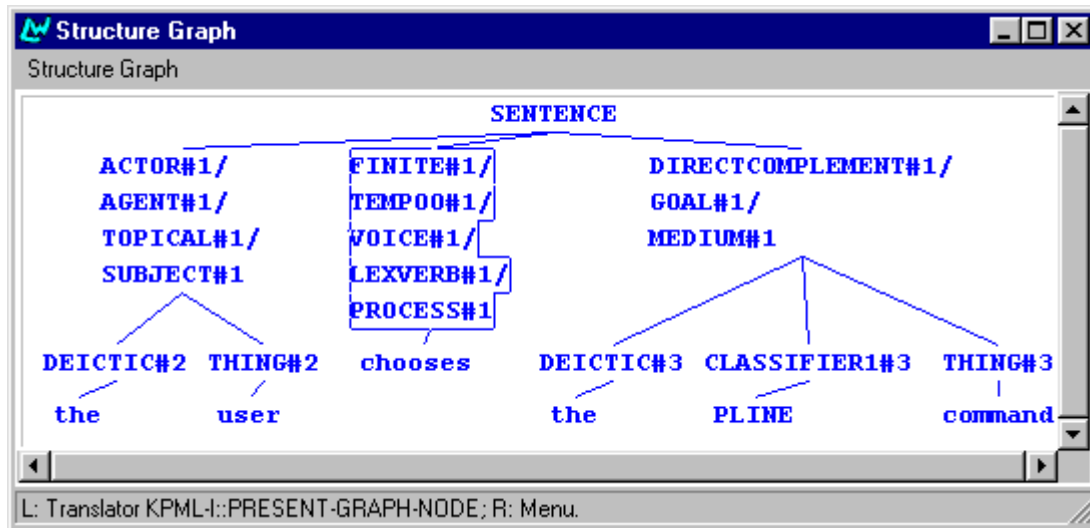 Structure Graph
Structure Graph
SENTENCE
ACTOR#1/ FINITE#1/ DIRECTCOMPLEMENT#1/
AGENT#1/ TEMPO0#1/ GOAL#1/
TOPICAL#1/ VOICE#1/ MEDIUM#1
SUBJECT#1 LEXVERB#1/
PROCESS#1
DEICTIC#2 THING#2 chooses DEICTIC#3 CLASSIFIER1#3 THING#3
the user the PLINE command
L: Translator KPML-I::PRESENT-GRAPH-NODE; R: Menu.